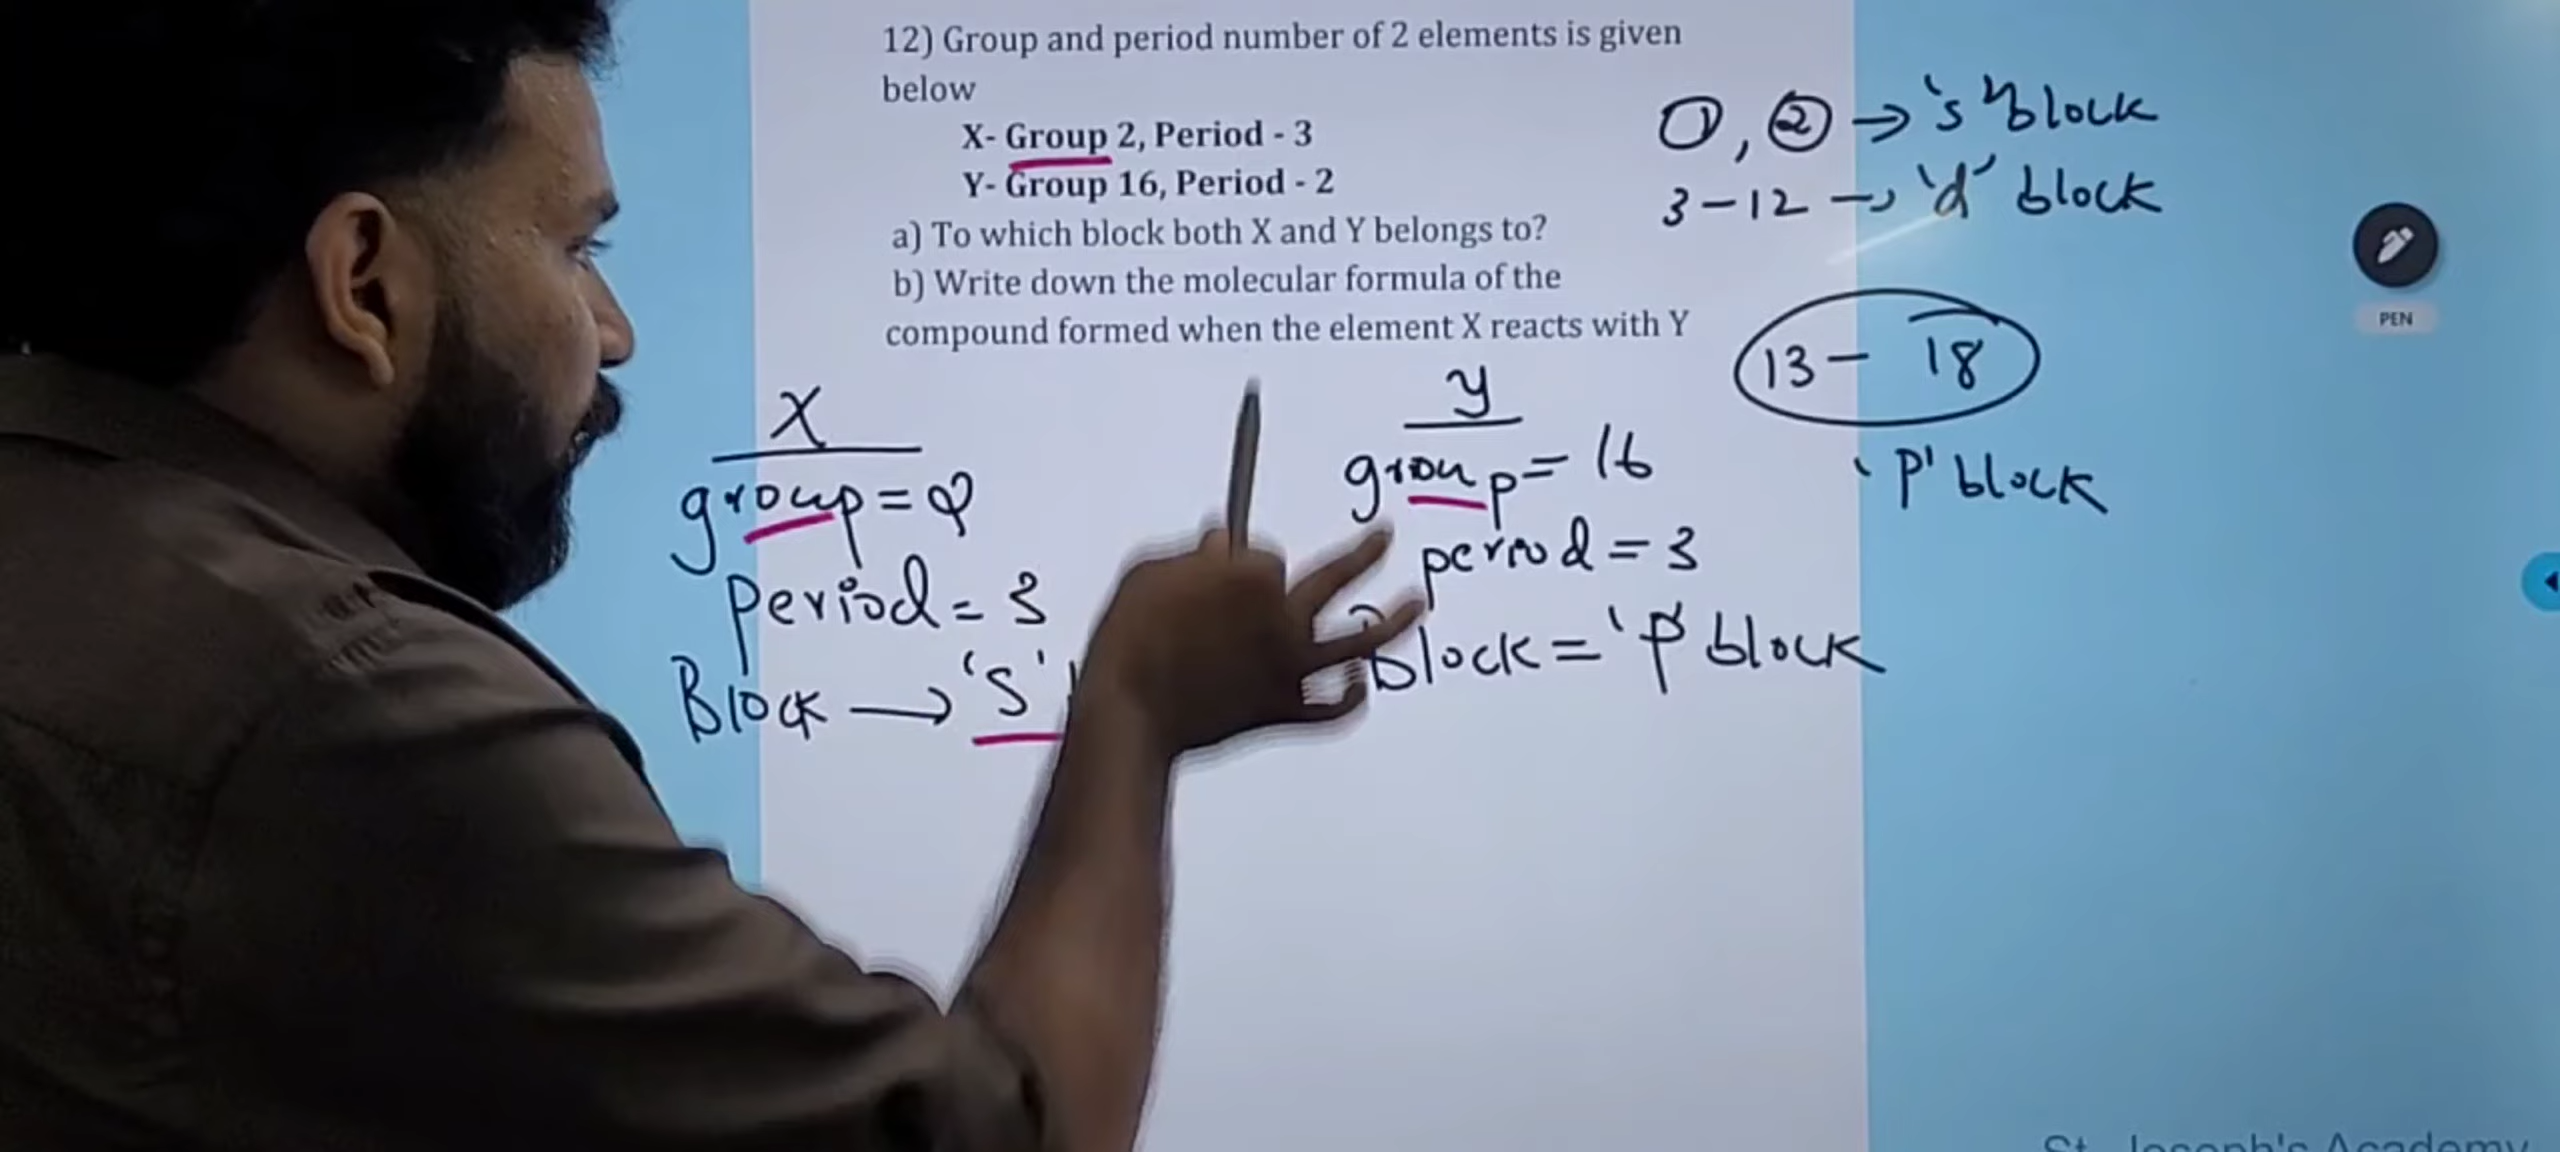 12) Group and period number of 2 elements is given
below
X- Group 2, Period - 3
Y- Group 16, Period - 2
a) To which block both X and Y belongs to?
b) Write down the molecular formula of the
compound formed when the element X reacts with Y
1, 2 → 's' block
3-12 → 'd' block
13 - 18
'P' block
X
group = 2
Period = 3
Block → 'S'
y
group = 16
period = 3
Block = 'P' block
PEN
St. Joseph's Academy